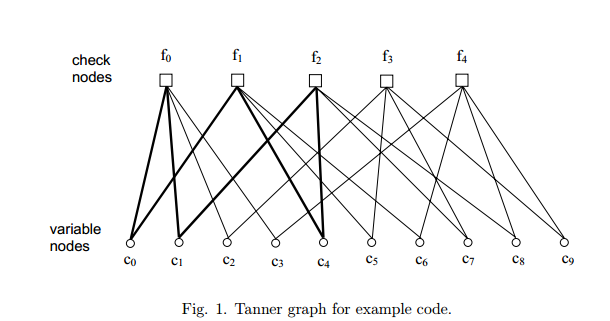 check nodes
f0 f1 f2 f3 f4
variable nodes
c0 c1 c2 c3 c4 c5 c6 c7 c8 c9
Fig. 1. Tanner graph for example code.